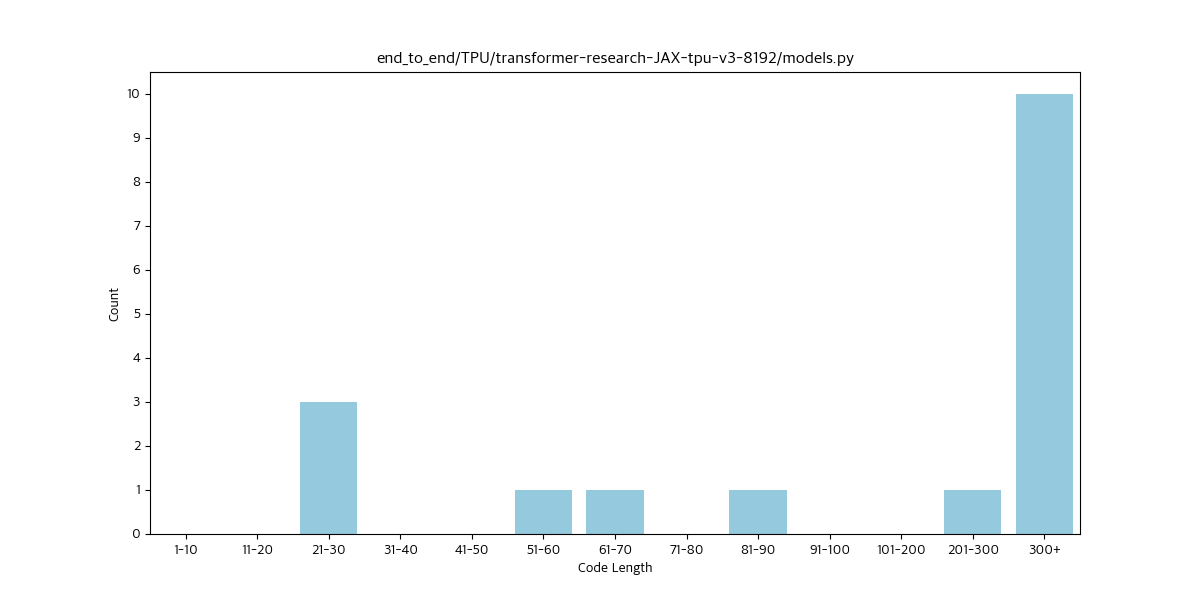 end_to_end/TPU/transformer-research-JAX-tpu-v3-8192/models.py
10
9
8
7
6
5
4
3
2
1
0
Count
1-10 11-20 21-30 31-40 41-50 51-60 61-70 71-80 81-90 91-100 101-200 201-300 300+
Code Length